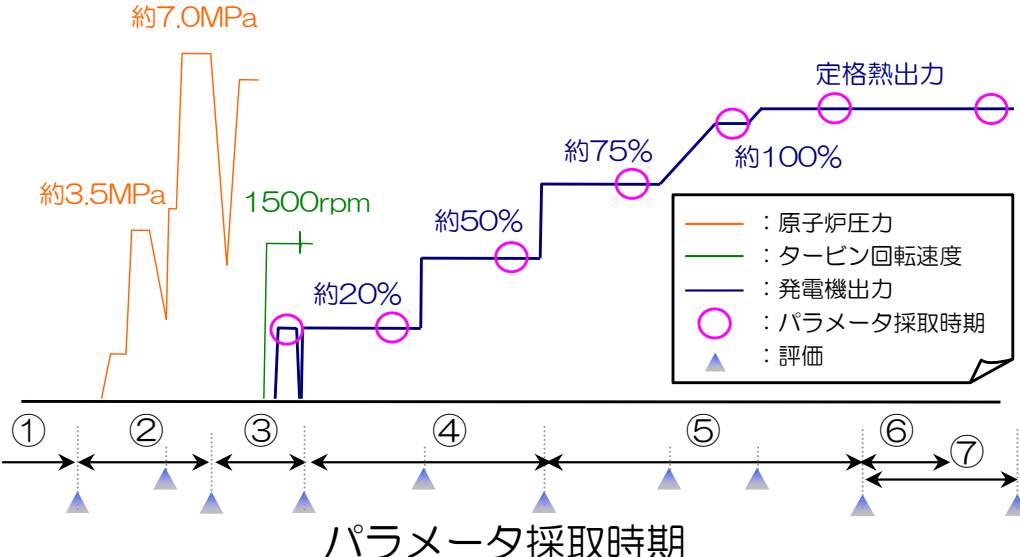 約7.0MPa
定格熱出力
約75%
約100%
約3.5MPa
1500rpm
約50%
約20%
：原子炉圧力
：タービン回転速度
：発電機出力
：パラメータ採取時期
：評価
① ② ③ ④ ⑤ ⑥
⑦
パラメータ採取時期